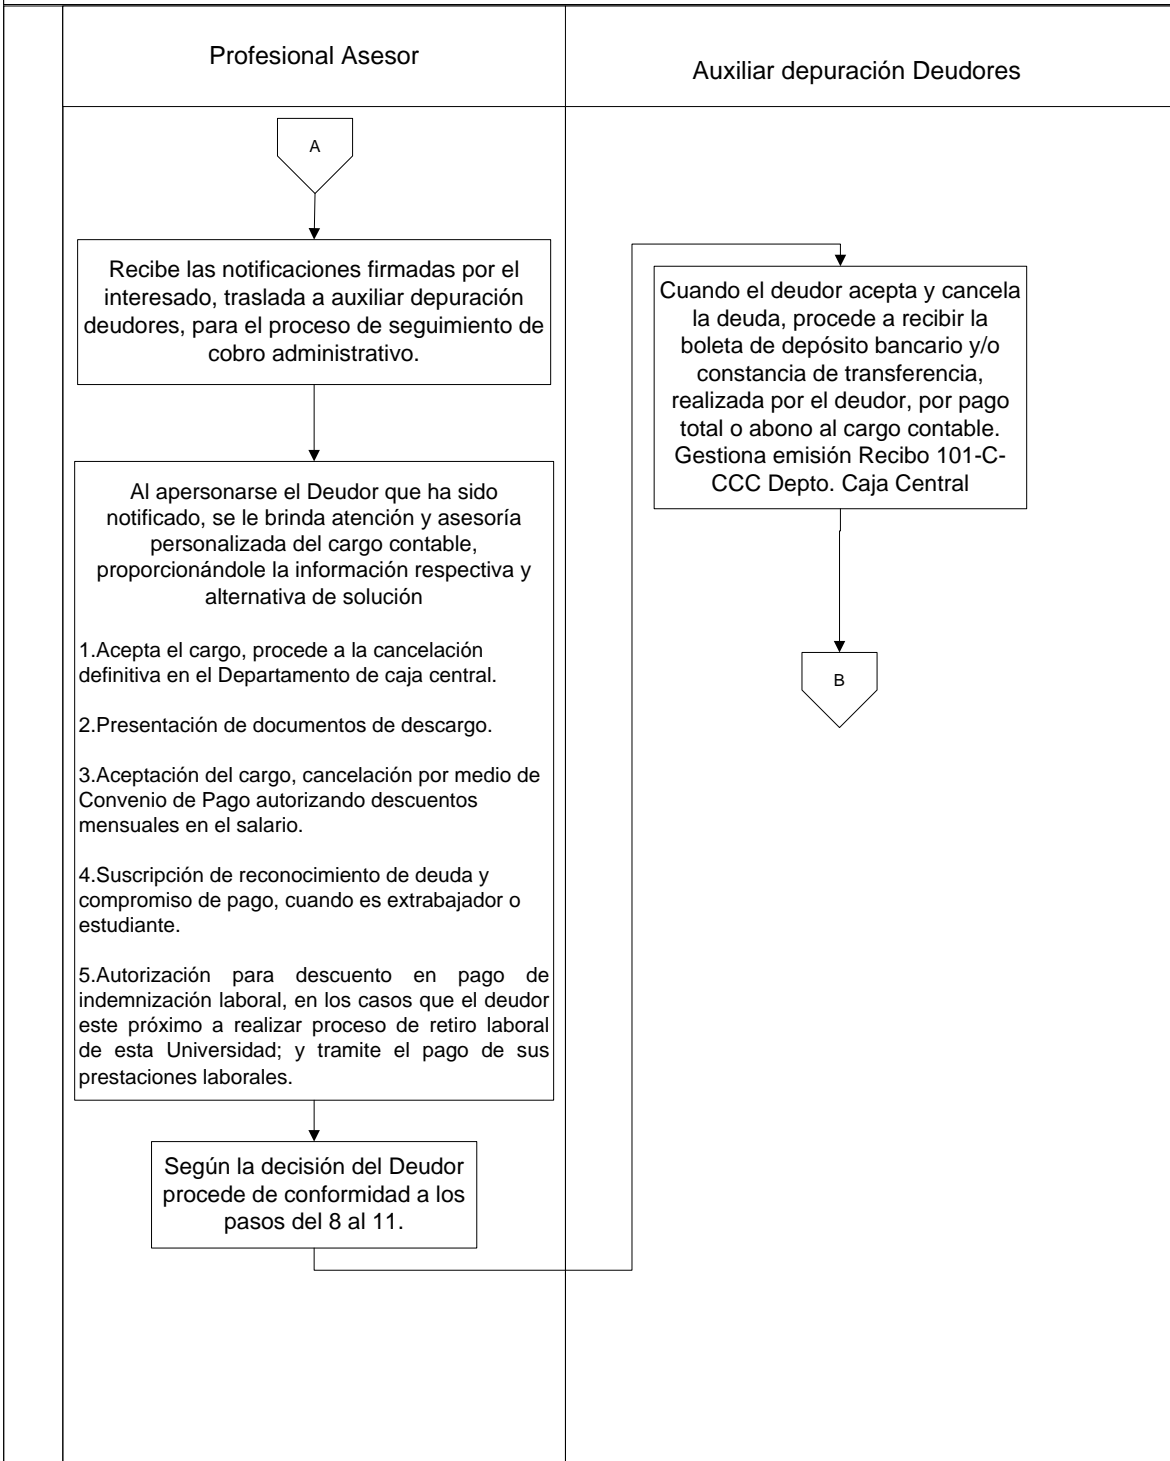 Profesional Asesor
Auxiliar depuración Deudores
A
Recibe las notificaciones firmadas por el
interesado, traslada a auxiliar depuración
deudores, para el proceso de seguimiento de
cobro administrativo.
Al apersonarse el Deudor que ha sido
notificado, se le brinda atención y asesoría
personalizada del cargo contable,
proporcionándole la información respectiva y
alternativa de solución
1.Acepta el cargo, procede a la cancelación
definitiva en el Departamento de caja central.
2.Presentación de documentos de descargo.
3.Aceptación del cargo, cancelación por medio de
Convenio de Pago autorizando descuentos
mensuales en el salario.
4.Suscripción de reconocimiento de deuda y
compromiso de pago, cuando es extrabajador o
estudiante.
5.Autorización para descuento en pago de
indemnización laboral, en los casos que el deudor
este próximo a realizar proceso de retiro laboral
de esta Universidad; y tramite el pago de sus
prestaciones laborales.
Según la decisión del Deudor
procede de conformidad a los
pasos del 8 al 11.
Cuando el deudor acepta y cancela
la deuda, procede a recibir la
boleta de depósito bancario y/o
constancia de transferencia,
realizada por el deudor, por pago
total o abono al cargo contable.
Gestiona emisión Recibo 101-C-
CCC Depto. Caja Central
B